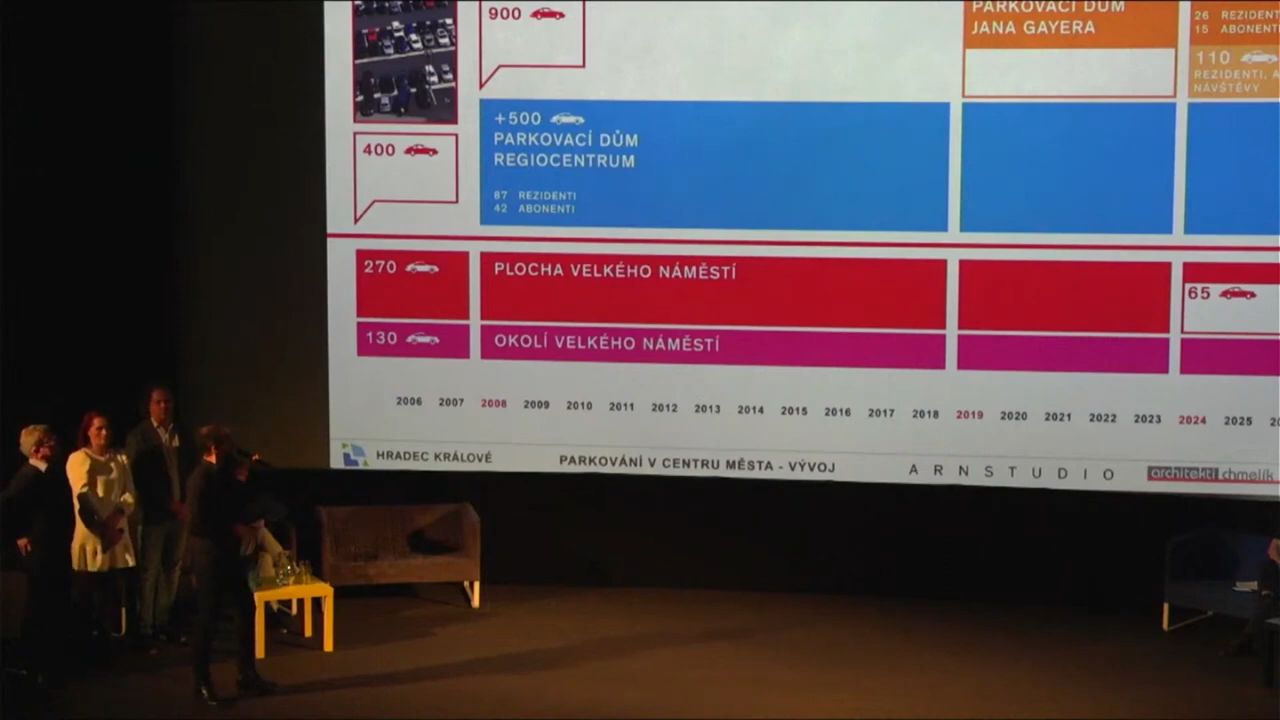 900
PARKOVACÍ DŮM
JANA GAYERA
26 REZIDENT
15 ABONENT
110
REZIDENTI, A
NÁVŠTĚVY
400
+500
PARKOVACÍ DŮM
REGIOCENTRUM
87 REZIDENTI
42 ABONENTI
270
PLOCHA VELKÉHO NÁMĚSTÍ
65
130
OKOLÍ VELKÉHO NÁMĚSTÍ
2006 2007 2008 2009 2010 2011 2012 2013 2014 2015 2016 2017 2018 2019 2020 2021 2022 2023 2024 2025
HRADEC KRÁLOVÉ
PARKOVÁNÍ V CENTRU MĚSTA - VÝVOJ
ARNSTUDIO
architekti chmelík